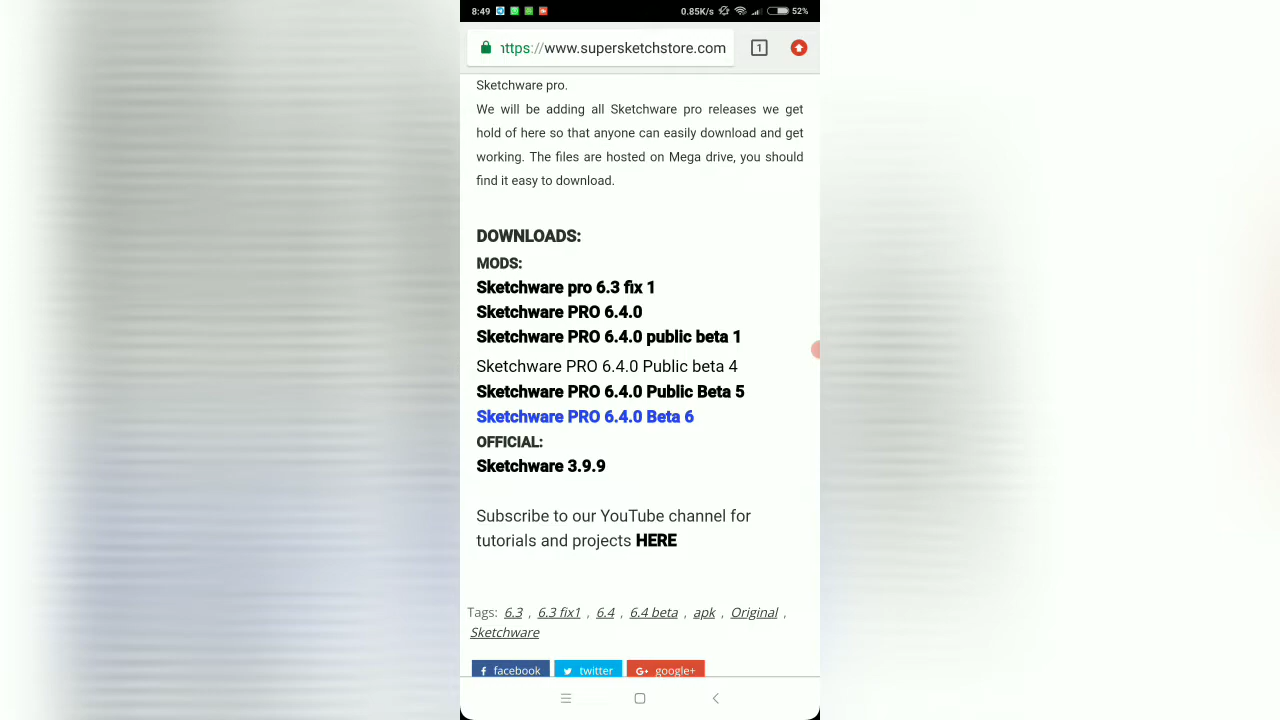 8:49 0.85K/s 52%
https://www.supersketchstore.com 1
Sketchware pro.
We will be adding all Sketchware pro releases we get
hold of here so that anyone can easily download and get
working. The files are hosted on Mega drive, you should
find it easy to download.
DOWNLOADS:
MODS:
Sketchware pro 6.3 fix 1
Sketchware PRO 6.4.0
Sketchware PRO 6.4.0 public beta 1
Sketchware PRO 6.4.0 Public beta 4
Sketchware PRO 6.4.0 Public Beta 5
Sketchware PRO 6.4.0 Beta 6
OFFICIAL:
Sketchware 3.9.9
Subscribe to our YouTube channel for
tutorials and projects HERE
Tags: 6.3 , 6.3 fix1 , 6.4 , 6.4 beta , apk , Original ,
Sketchware
facebook twitter google+